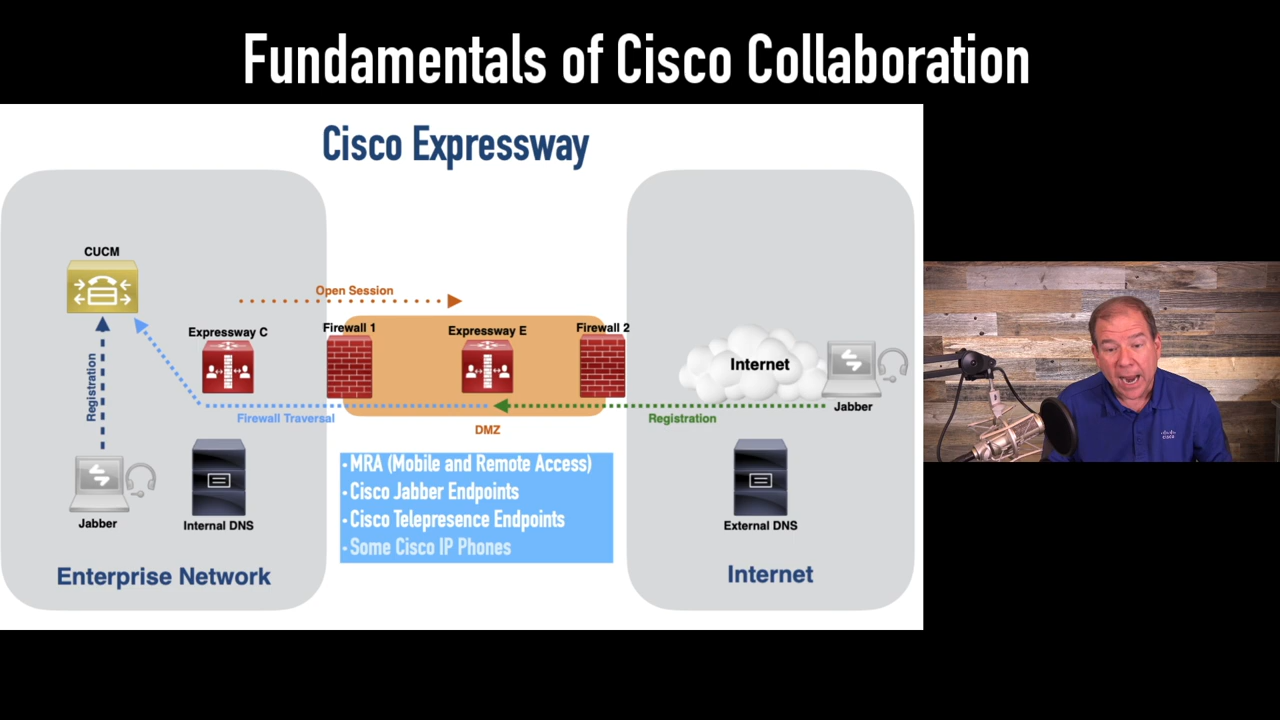 Fundamentals of Cisco Collaboration
Cisco Expressway
CUCM
Open Session
Expressway C
Firewall 1
Expressway E
Firewall 2
Internet
Registration
Jabber
Firewall Traversal
Registration
DMZ
• MRA (Mobile and Remote Access)
• Cisco Jabber Endpoints
• Cisco Telepresence Endpoints
• Some Cisco IP Phones
Jabber
Internal DNS
External DNS
Enterprise Network
Internet
cisco